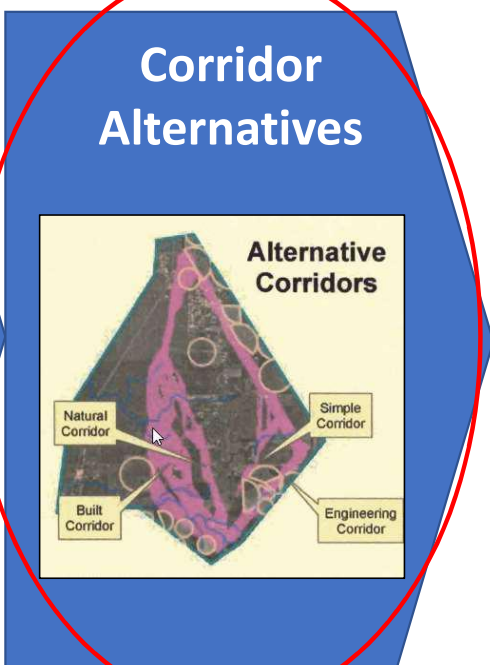 Corridor
Alternatives
Alternative
Corridors
Natural
Corridor
Simple
Corridor
Built
Corridor
Engineering
Corridor